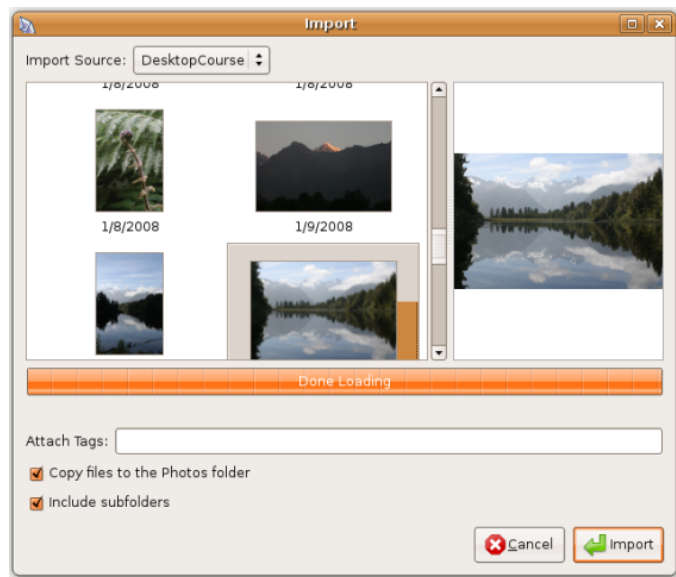 Import
Import Source: DesktopCourse
1/8/2008 1/8/2008
1/8/2008 1/9/2008
Done Loading
Attach Tags:
Copy files to the Photos folder
Include subfolders
Cancel Import